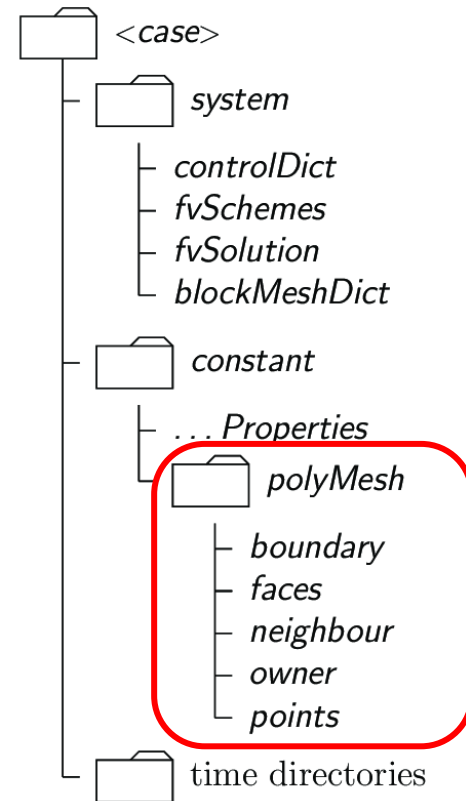 <case>
system
controlDict
fvSchemes
fvSolution
blockMeshDict
constant
...Properties
polyMesh
boundary
faces
neighbour
owner
points
time directories